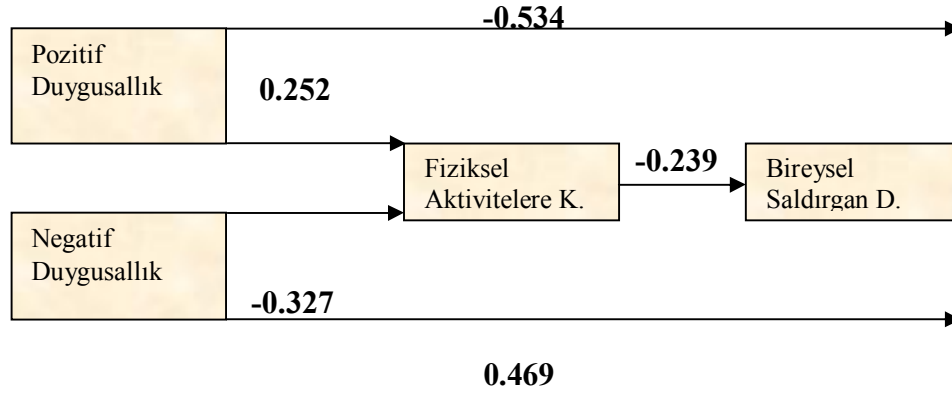 -0.534
Pozitif
Duygusallık
0.252
Fiziksel
Aktivitelere K.
-0.239
Bireysel
Saldırgan D.
Negatif
Duygusallık
-0.327
0.469